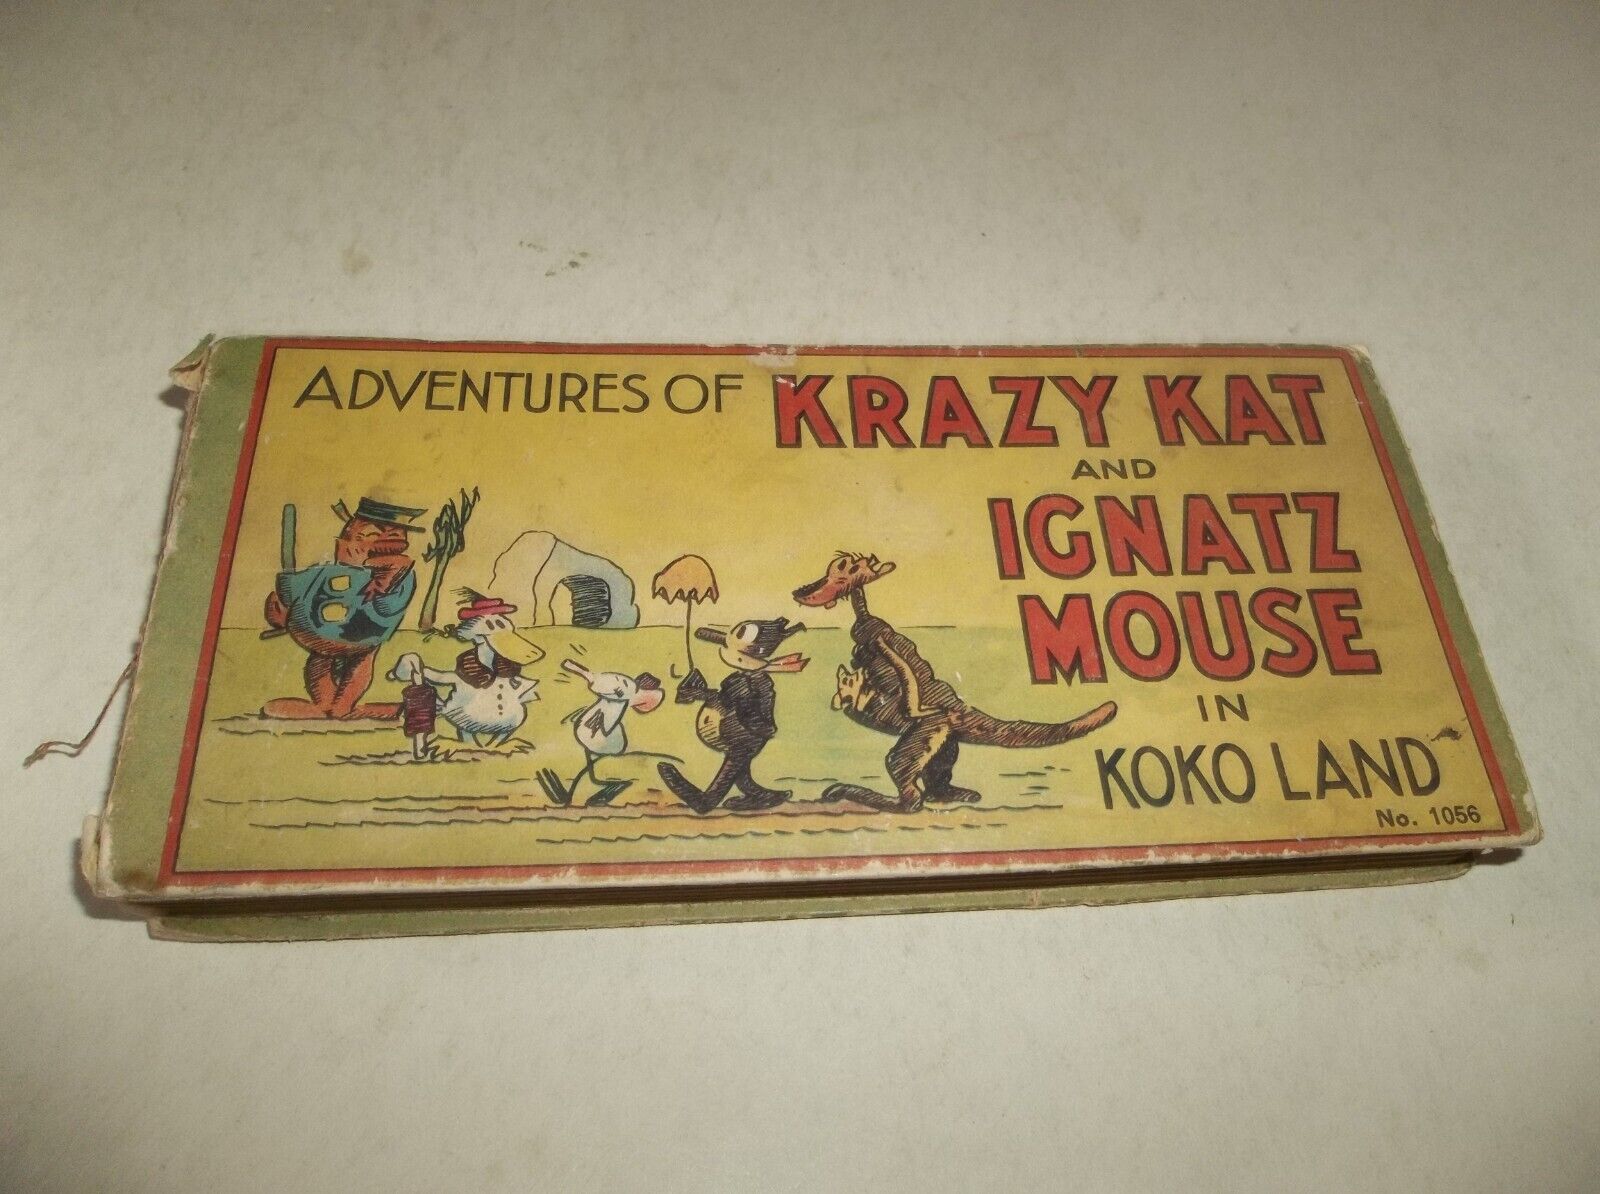 ADVENTURES OF KRAZY KAT
AND
IGNATZ
MOUSE
IN
KOKO LAND
No. 1056